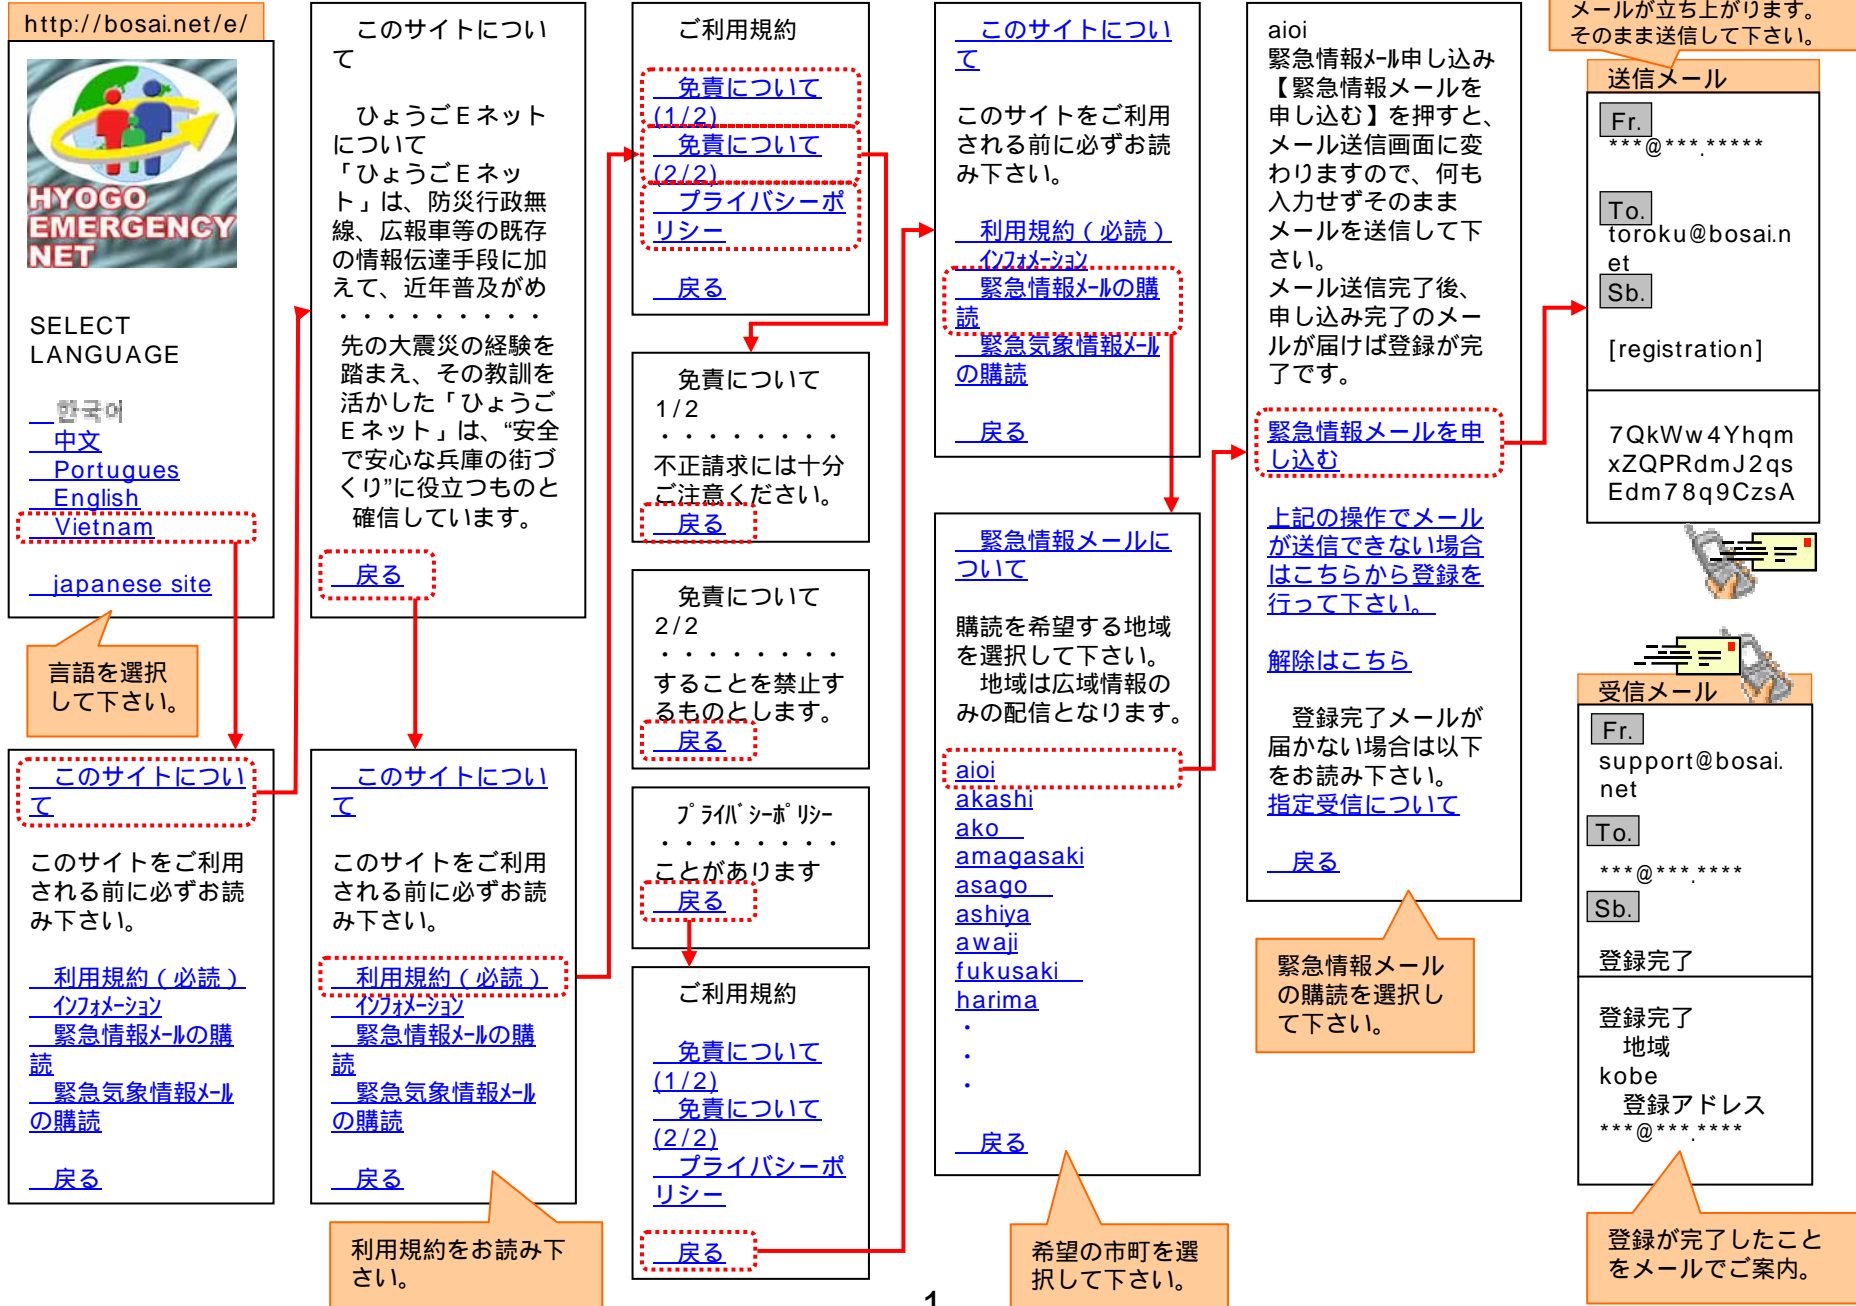 http://bosai.net/e/
HYOGO
EMERGENCY
NET
SELECT
LANGUAGE
한국어
中文
Portugues
English
Vietnam
japanese site
言語を選択
して下さい。
このサイトについ
て
このサイトをご利用
される前に必ずお読
み下さい。
利用規約(必読)
インフォメーション
緊急情報メールの購
読
緊急気象情報メール
の購読
戻る
このサイトについ
て
ひょうごEネット
について
「ひょうごEネッ
ト」は、防災行政無
線、広報車等の既存
の情報伝達手段に加
えて、近年普及がめ
・・・・・・・・・
先の大震災の経験を
踏まえ、その教訓を
活かした「ひょうご
Eネット」は、“安全
で安心な兵庫の街づ
くり”に役立つものと
確信しています。
戻る
このサイトについ
て
このサイトをご利用
される前に必ずお読
み下さい。
利用規約(必読)
インフォメーション
緊急情報メールの購
読
緊急気象情報メール
の購読
戻る
利用規約をお読み下
さい。
ご利用規約
免責について
(1/2)
免責について
(2/2)
プライバシーポ
リシー
戻る
免責について
1/2
・・・・・・・・
不正請求には十分
ご注意ください。
戻る
免責について
2/2
・・・・・・・・
することを禁止す
るものとします。
戻る
プライバシーポリシー
・・・・・・・・
ことがあります
戻る
ご利用規約
免責について
(1/2)
免責について
(2/2)
プライバシーポ
リシー
戻る
このサイトについ
て
このサイトをご利用
される前に必ずお読
み下さい。
利用規約(必読)
インフォメーション
緊急情報メールの購
読
緊急気象情報メール
の購読
戻る
緊急情報メールに
ついて
購読を希望する地域
を選択して下さい。
地域は広域情報の
みの配信となります。
aioi
akashi
ako
amagasaki
asago
ashiya
awaji
fukusaki
harima
・
・
・
戻る
希望の市町を選
択して下さい。
aioi
緊急情報メール申し込み
【緊急情報メールを
申し込む】を押すと、
メール送信画面に変
わりますので、何も
入力せずそのまま
メールを送信して下
さい。
メール送信完了後、
申し込み完了のメー
ルが届けば登録が完
了です。
緊急情報メールを申
し込む
上記の操作でメール
が送信できない場合
はこちらから登録を
行って下さい。
解除はこちら
登録完了メールが
届かない場合は以下
をお読み下さい。
指定受信について
戻る
緊急情報メール
の購読を選択し
て下さい。
メールが立ち上がります。
そのまま送信して下さい。
送信メール
Fr.
***@***.*****
To.
toroku@bosai.n
et
Sb.
[registration]
7QkWw4Yhqm
xZQPRdmJ2qs
Edm78q9CzsA
受信メール
Fr.
support@bosai.
net
To.
***@***.****
Sb.
登録完了
登録完了
地域
kobe
登録アドレス
***@***.****
登録が完了したこと
をメールでご案内。
1